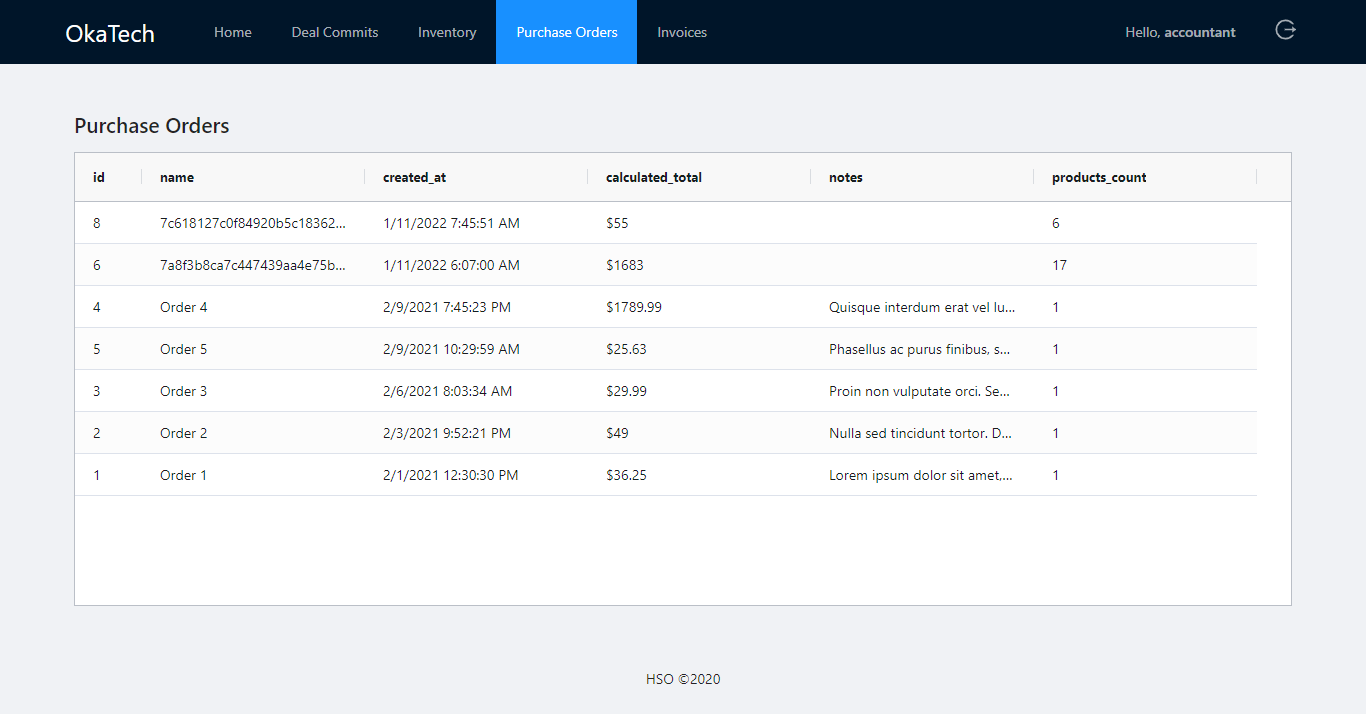 OkaTech Home Deal Commits Inventory Purchase Orders Invoices Hello, accountant
Purchase Orders
id name created_at calculated_total notes products_count
8 7c618127c0f84920b5c18362... 1/11/2022 7:45:51 AM $55 6
6 7a8f3b8ca7c447439aa4e75b... 1/11/2022 6:07:00 AM $1683 17
4 Order 4 2/9/2021 7:45:23 PM $1789.99 Quisque interdum erat vel lu... 1
5 Order 5 2/9/2021 10:29:59 AM $25.63 Phasellus ac purus finibus, s... 1
3 Order 3 2/6/2021 8:03:34 AM $29.99 Proin non vulputate orci. Se... 1
2 Order 2 2/3/2021 9:52:21 PM $49 Nulla sed tincidunt tortor. D... 1
1 Order 1 2/1/2021 12:30:30 PM $36.25 Lorem ipsum dolor sit amet,... 1
HSO ©2020